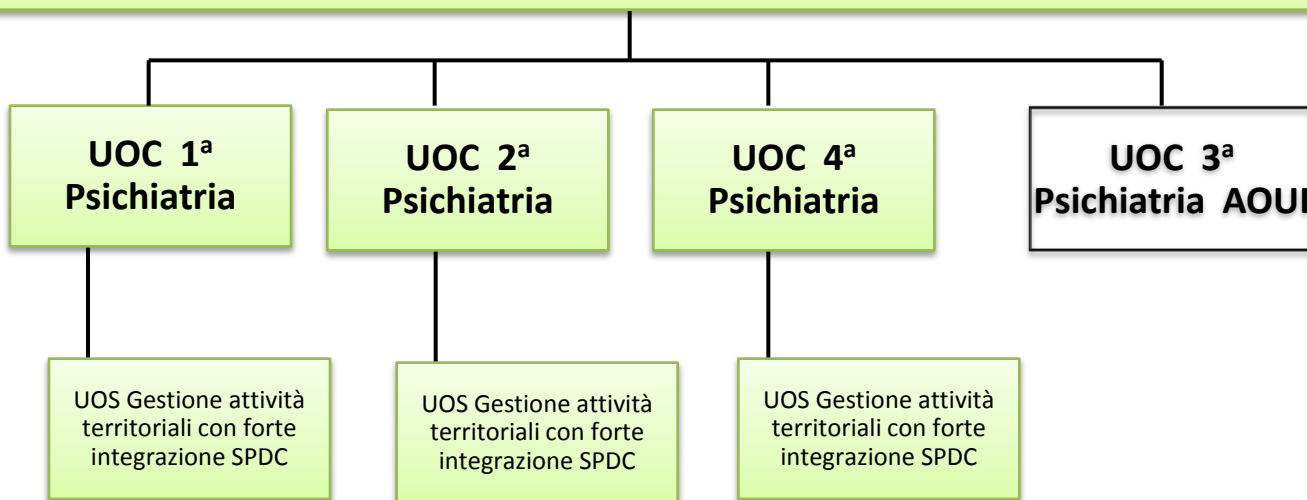 UOC 1ª
Psichiatria
UOC 2ª
Psichiatria
UOC 4ª
Psichiatria
UOC 3ª
Psichiatria AOUI
UOS Gestione attività
territoriali con forte
integrazione SPDC
UOS Gestione attività
territoriali con forte
integrazione SPDC
UOS Gestione attività
territoriali con forte
integrazione SPDC